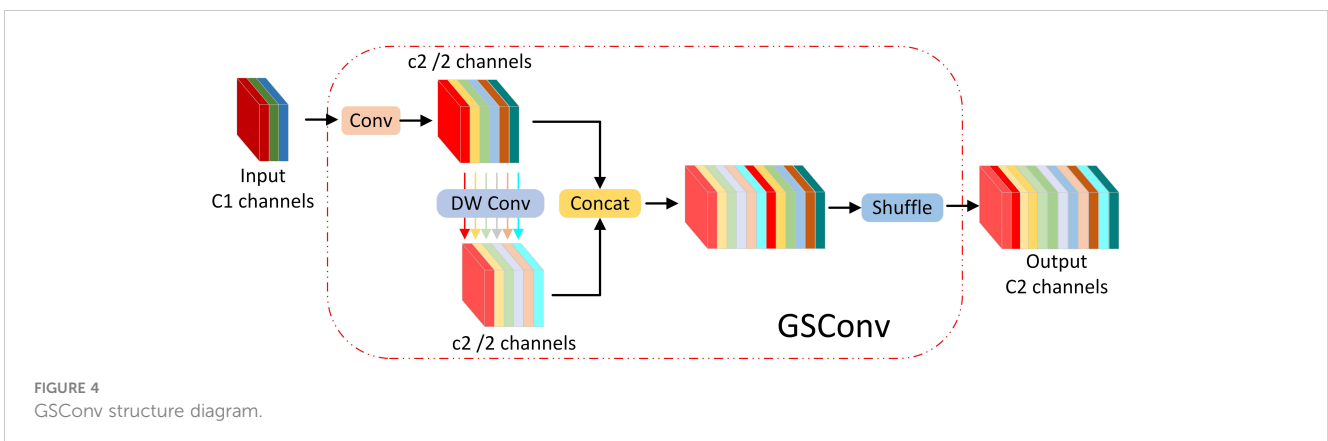 c2 /2 channels
Conv
Input
C1 channels
DW Conv
Concat
Shuffle
Output
C2 channels
GSConv
c2 /2 channels
FIGURE 4
GSConv structure diagram.